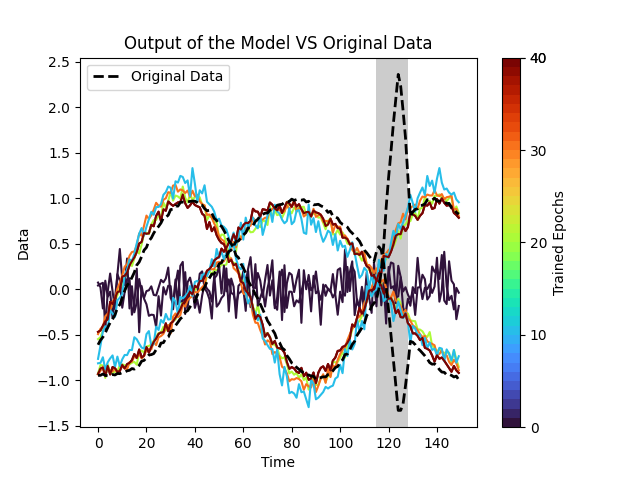 Output of the Model VS Original Data
Original Data
2.5
2.0
1.5
1.0
0.5
0.0
−0.5
−1.0
−1.5
Data
0 20 40 60 80 100 120 140
Time
40
30
20
10
0
Trained Epochs